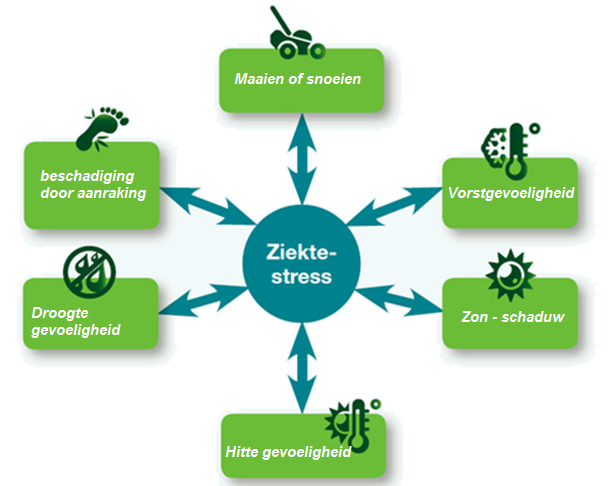 Maaien of snoeien
beschadiging
door aanraking
Vorstgevoeligheid
Ziekte-
stress
Droogte
gevoeligheid
Zon - schaduw
Hitte gevoeligheid